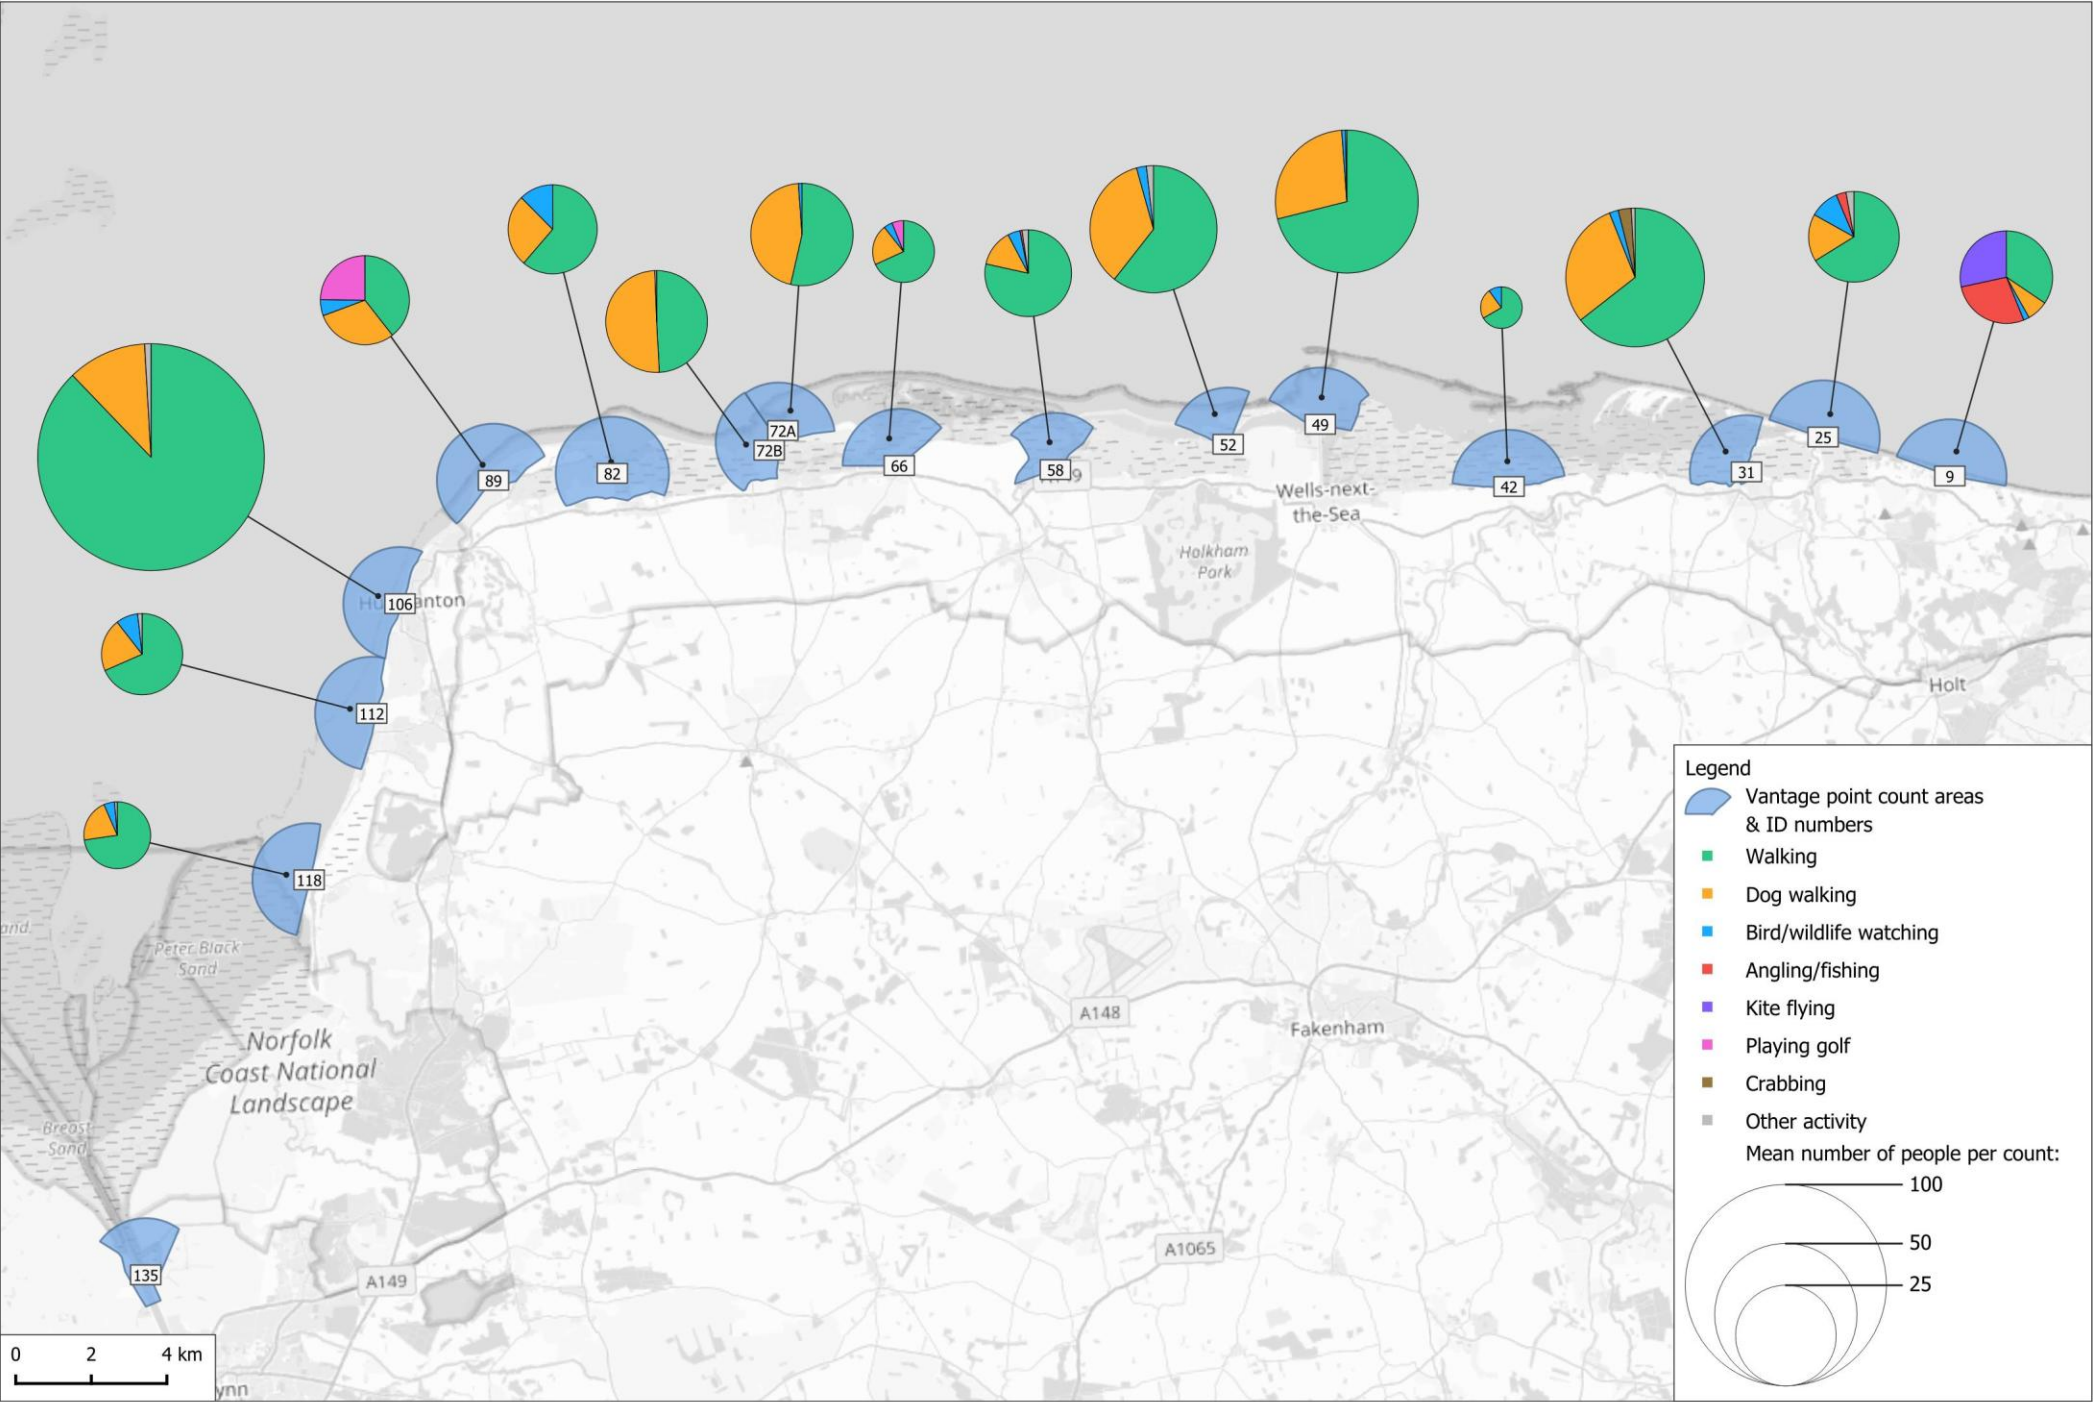 72A
72B
89
82
66
58
52
49
42
31
25
9
Wells-next-
the-Sea
Holkham
Park
106
anton
112
118
Holt
Peter Black
Sand
Norfolk
Coast National
Landscape
Breast
Sand
135
A148
Fakenham
A149
A1065
0 2 4 km
ynn
Legend
Vantage point count areas
& ID numbers
Walking
Dog walking
Bird/wildlife watching
Angling/fishing
Kite flying
Playing golf
Crabbing
Other activity
Mean number of people per count:
100
50
25